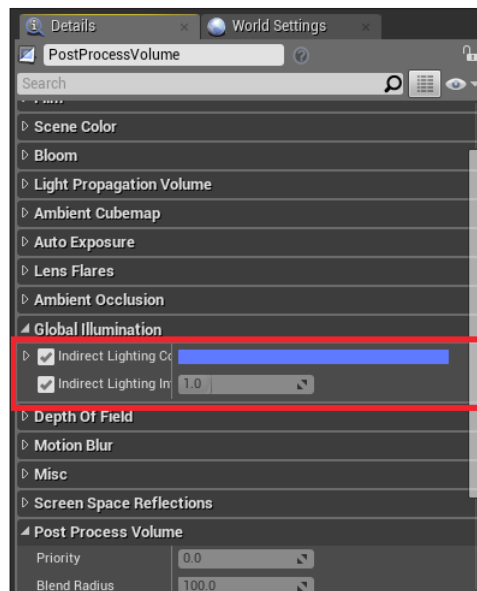 Details
World Settings
PostProcessVolume
Search
Scene Color
Bloom
Light Propagation Volume
Ambient Cubemap
Auto Exposure
Lens Flares
Ambient Occlusion
Global Illumination
Indirect Lighting Co
Indirect Lighting In 1.0
Depth Of Field
Motion Blur
Misc
Screen Space Reflections
Post Process Volume
Priority 0.0
Blend Radius 100.0